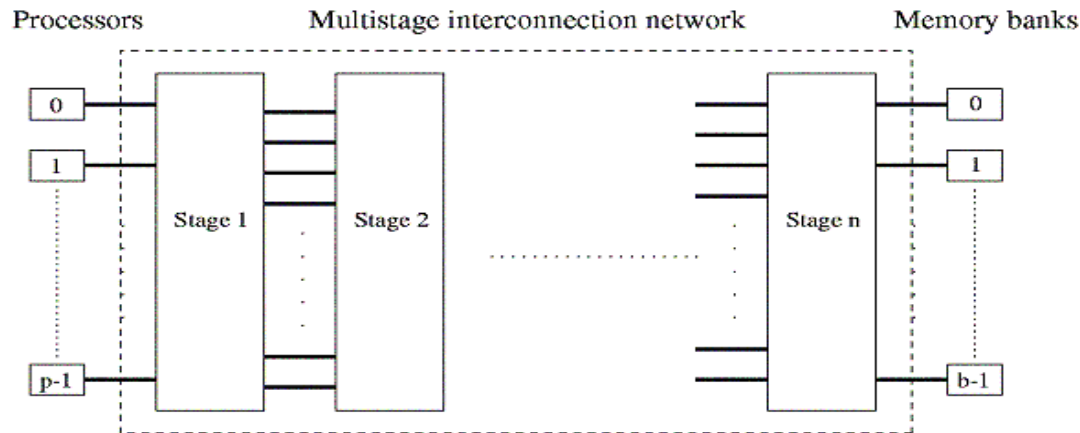 Processors Multistage interconnection network Memory banks
0 0
1 1
Stage 1 Stage 2 Stage n
p-1 b-1